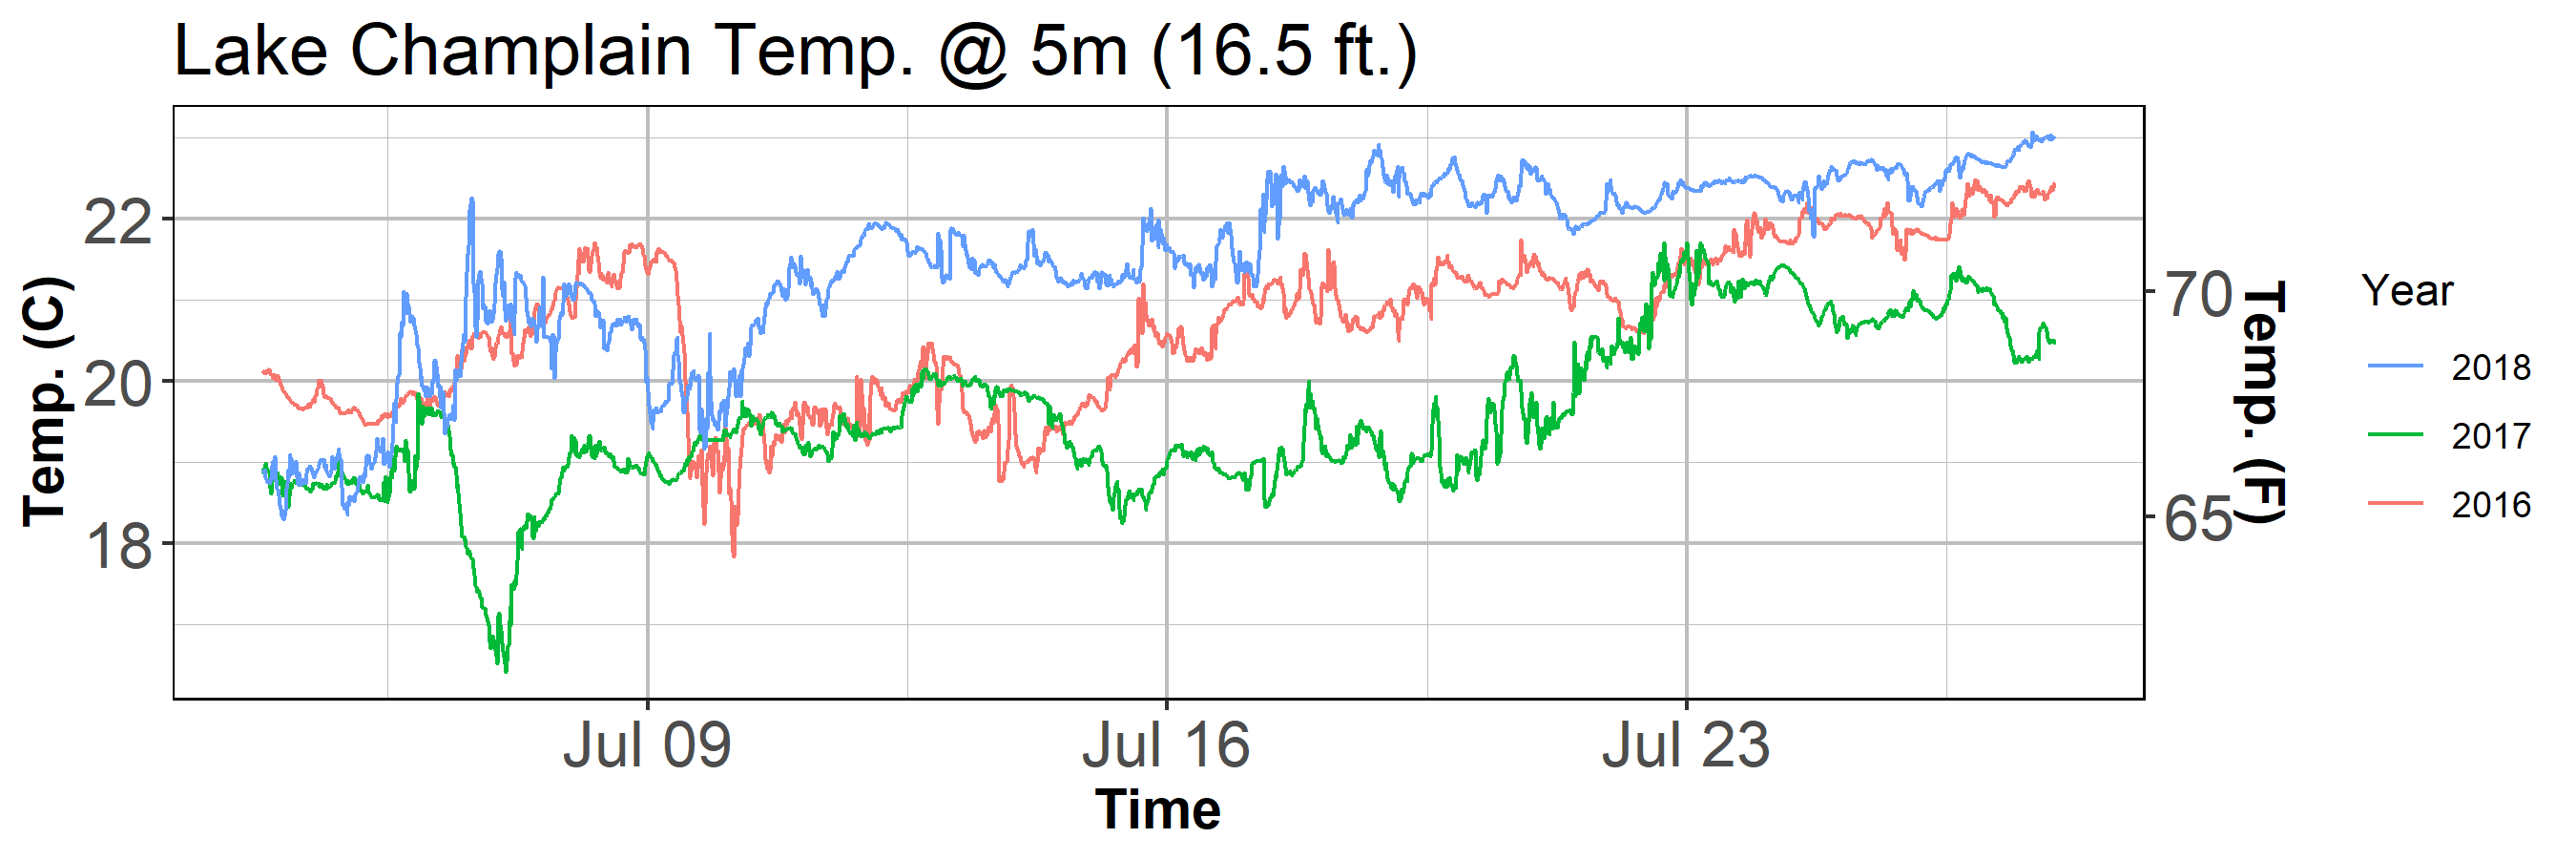 Lake Champlain Temp. @ 5m (16.5 ft.)
Temp. (C)
22
20
18
70
65
Temp. (F)
Jul 09
Jul 16
Jul 23
Time
Year
2018
2017
2016